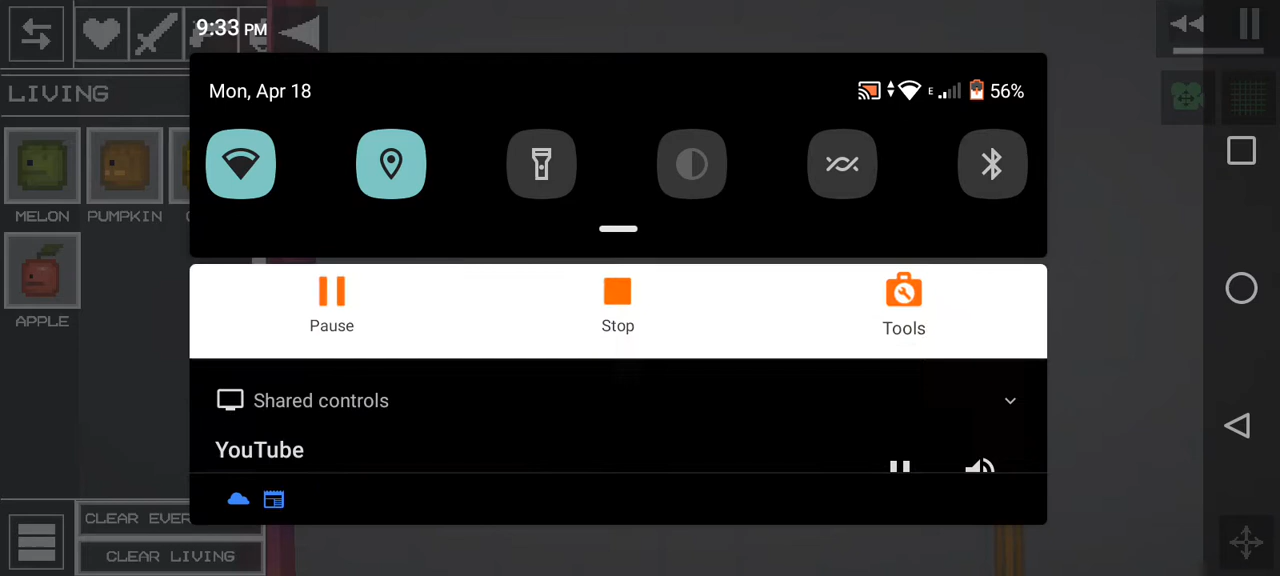 9:33 PM
Mon, Apr 18
E
56%
LIVING
MELON
PUMPKIN
APPLE
Pause
Stop
Tools
Shared controls
YouTube
CLEAR EVER
CLEAR LIVING